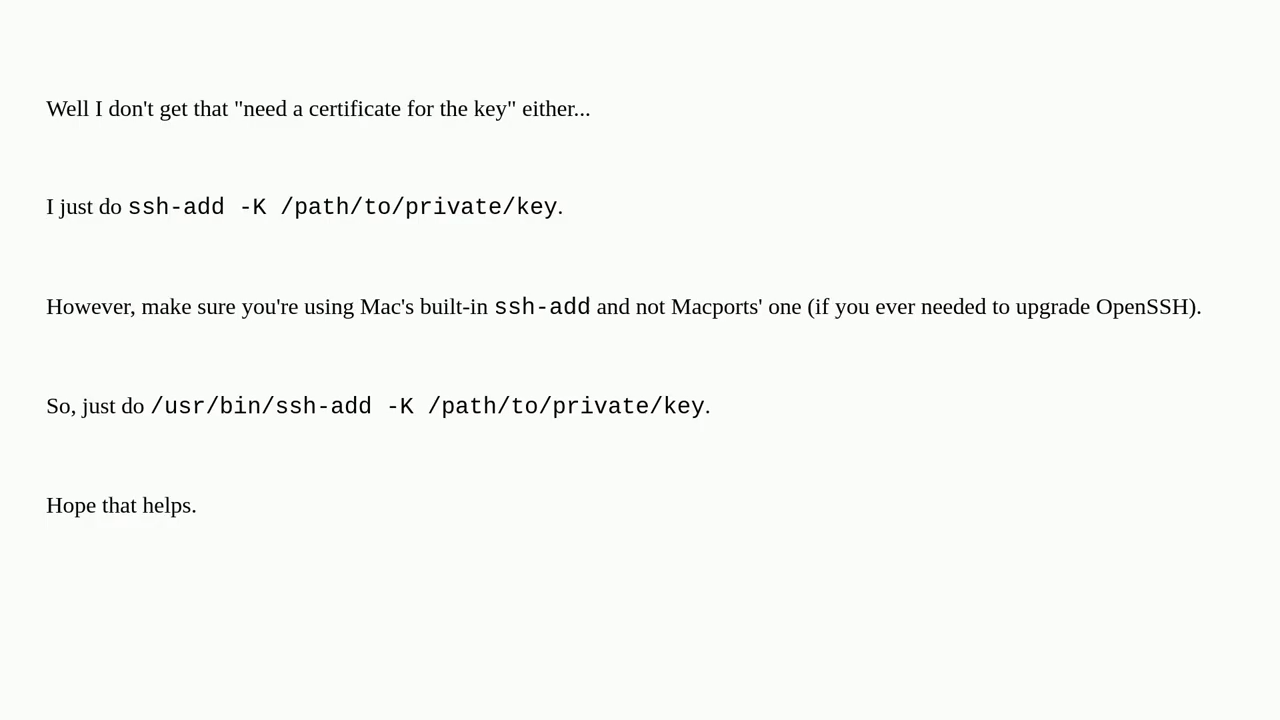 Well I don't get that "need a certificate for the key" either...
I just do ssh-add -K /path/to/private/key.
However, make sure you're using Mac's built-in ssh-add and not Macports' one (if you ever needed to upgrade OpenSSH).
So, just do /usr/bin/ssh-add -K /path/to/private/key.
Hope that helps.